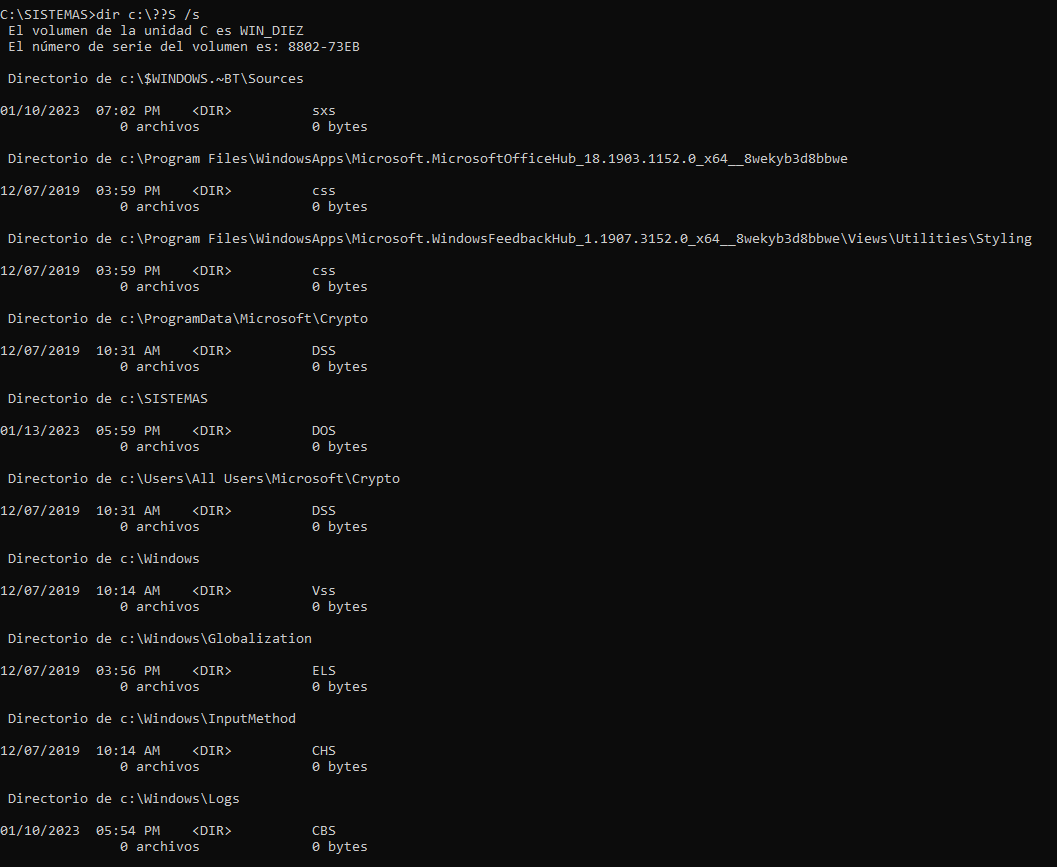 C:\SISTEMAS>dir c:\??S /s
El volumen de la unidad C es WIN_DIEZ
El número de serie del volumen es: 8802-73EB
Directorio de c:\$WINDOWS.~BT\Sources
01/10/2023  07:02 PM    <DIR>          sxs
0 archivos              0 bytes
Directorio de c:\Program Files\WindowsApps\Microsoft.MicrosoftOfficeHub_18.1903.1152.0_x64__8wekyb3d8bbwe
12/07/2019  03:59 PM    <DIR>          css
0 archivos              0 bytes
Directorio de c:\Program Files\WindowsApps\Microsoft.WindowsFeedbackHub_1.1907.3152.0_x64__8wekyb3d8bbwe\Views\Utilities\Styling
12/07/2019  03:59 PM    <DIR>          css
0 archivos              0 bytes
Directorio de c:\ProgramData\Microsoft\Crypto
12/07/2019  10:31 AM    <DIR>          DSS
0 archivos              0 bytes
Directorio de c:\SISTEMAS
01/13/2023  05:59 PM    <DIR>          DOS
0 archivos              0 bytes
Directorio de c:\Users\All Users\Microsoft\Crypto
12/07/2019  10:31 AM    <DIR>          DSS
0 archivos              0 bytes
Directorio de c:\Windows
12/07/2019  10:14 AM    <DIR>          Vss
0 archivos              0 bytes
Directorio de c:\Windows\Globalization
12/07/2019  03:56 PM    <DIR>          ELS
0 archivos              0 bytes
Directorio de c:\Windows\InputMethod
12/07/2019  10:14 AM    <DIR>          CHS
0 archivos              0 bytes
Directorio de c:\Windows\Logs
01/10/2023  05:54 PM    <DIR>          CBS
0 archivos              0 bytes